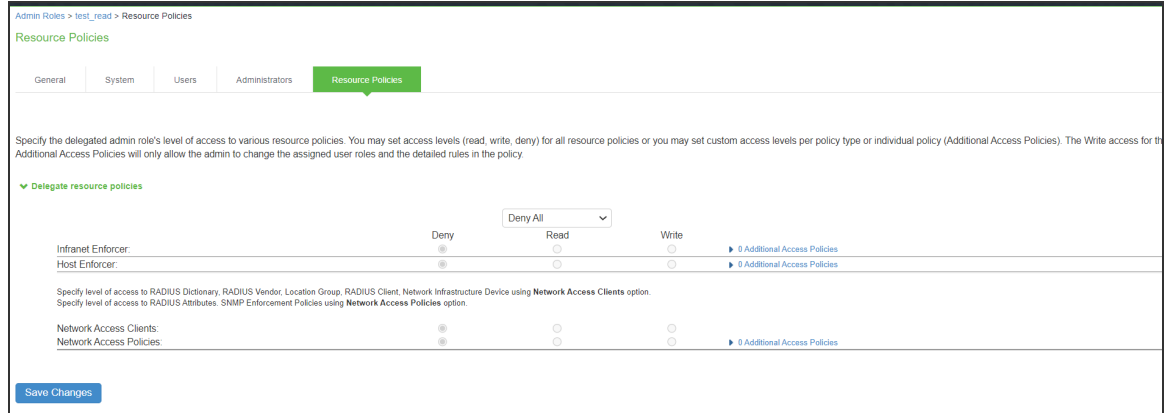 Admin Roles > test_read > Resource Policies
Resource Policies
General System Users Administrators Resource Policies
Specify the delegated admin role's level of access to various resource policies. You may set access levels (read, write, deny) for all resource policies or you may set custom access levels per policy type or individual policy (Additional Access Policies). The Write access for th
Additional Access Policies will only allow the admin to change the assigned user roles and the detailed rules in the policy.
Delegate resource policies
Deny All
Deny Read Write
Infranet Enforcer: 0 Additional Access Policies
Host Enforcer: 0 Additional Access Policies
Specify level of access to RADIUS Dictionary, RADIUS Vendor, Location Group, RADIUS Client, Network Infrastructure Device using Network Access Clients option.
Specify level of access to RADIUS Attributes. SNMP Enforcement Policies using Network Access Policies option.
Network Access Clients:
Network Access Policies: 0 Additional Access Policies
Save Changes